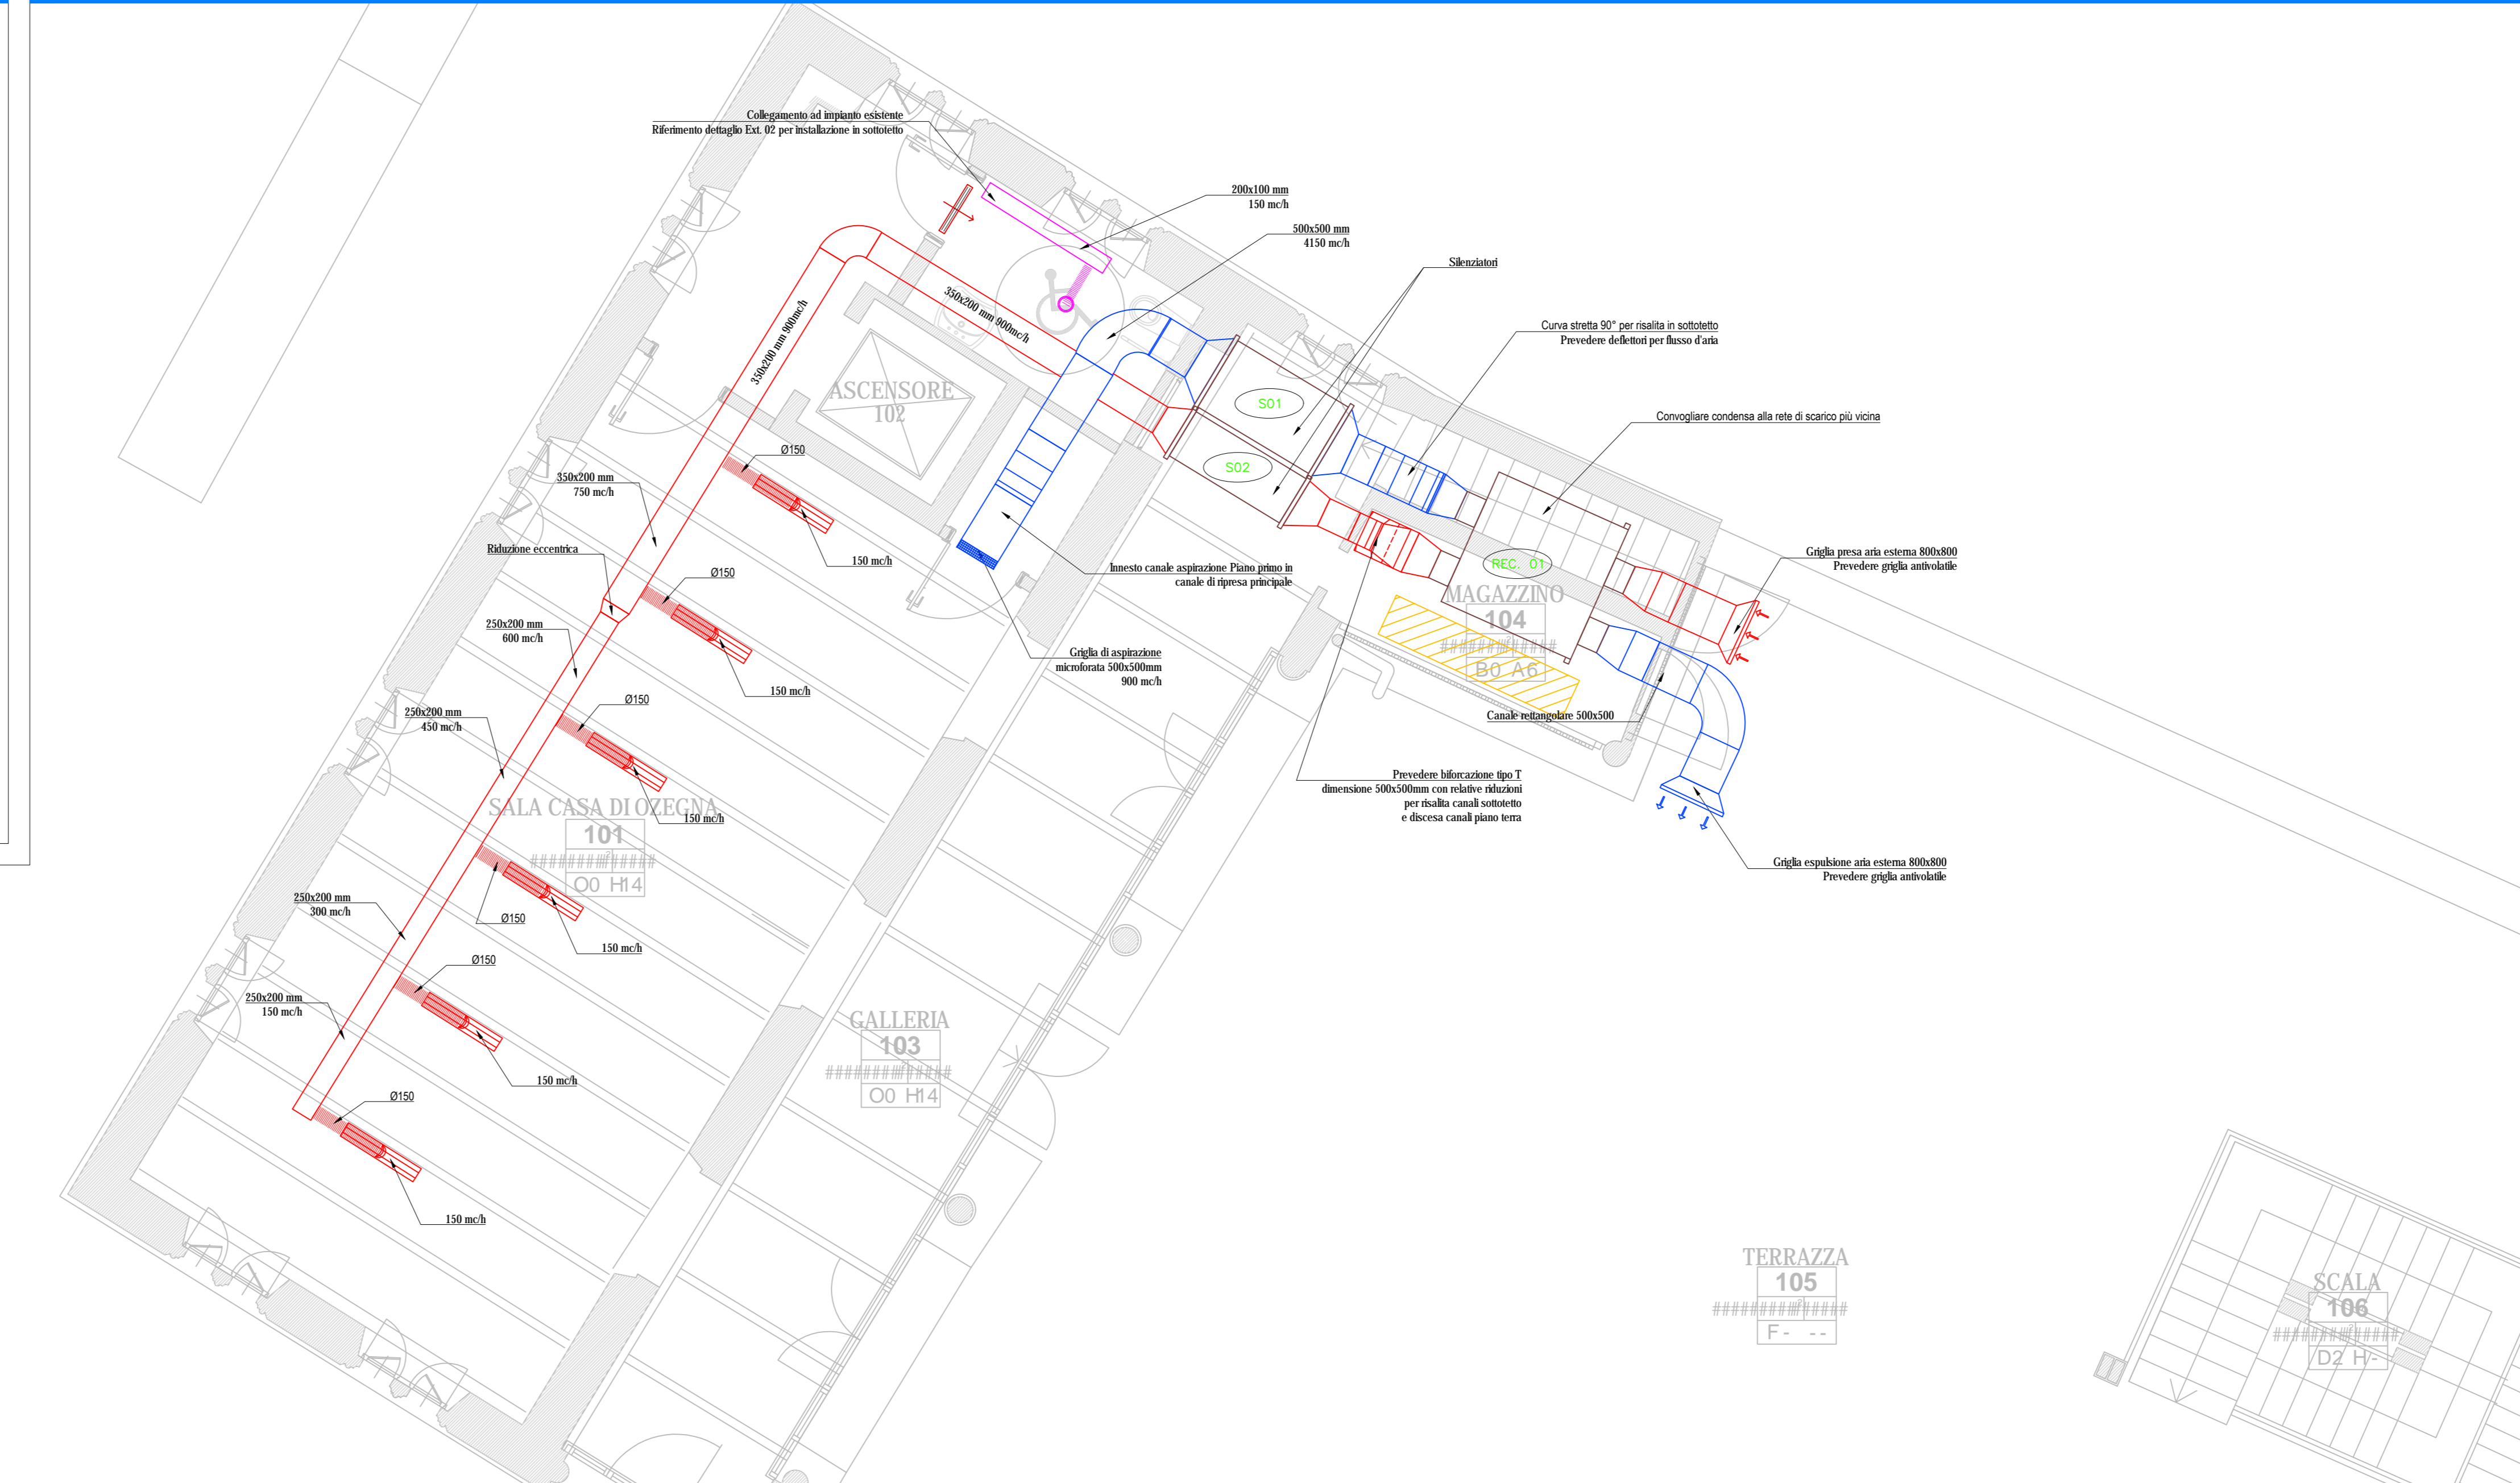 Collegamento ad impianto esistente
Riferimento dettaglio Ext. 02 per installazione in sottotetto
200x100 mm
150 mc/h
500x500 mm
4150 mc/h
Silenziatori
Curva stretta 90° per risalita in sottotetto
Prevedere deflettori per flusso d'aria
Convogliare condensa alla rete di scarico più vicina
350x200 mm 900mc/h
350x200 mm 900mc/h
ASCENSORE
102
S01
S02
REC. 01
Ø150
150 mc/h
350x200 mm
750 mc/h
Riduzione eccentrica
Ø150
150 mc/h
250x200 mm
600 mc/h
Innesto canale aspirazione Piano primo in
canale di ripresa principale
Griglia di aspirazione
microforata 500x500mm
900 mc/h
Griglia presa aria esterna 800x800
Prevedere griglia antivolatile
MAGAZZINO
104
B0 A6
Canale rettangolare 500x500
Prevedere biforcazione tipo T
dimensione 500x500mm con relative riduzioni
per risalita canali sottotetto
e discesa canali piano terra
Griglia espulsione aria esterna 800x800
Prevedere griglia antivolatile
Ø150
150 mc/h
250x200 mm
450 mc/h
SALA CASA DI OZEGNA
101
O0 H14
Ø150
150 mc/h
250x200 mm
300 mc/h
Ø150
150 mc/h
250x200 mm
150 mc/h
Ø150
150 mc/h
GALLERIA
103
O0 H14
TERRAZZA
105
F - --
SCALA
106
D2 H-